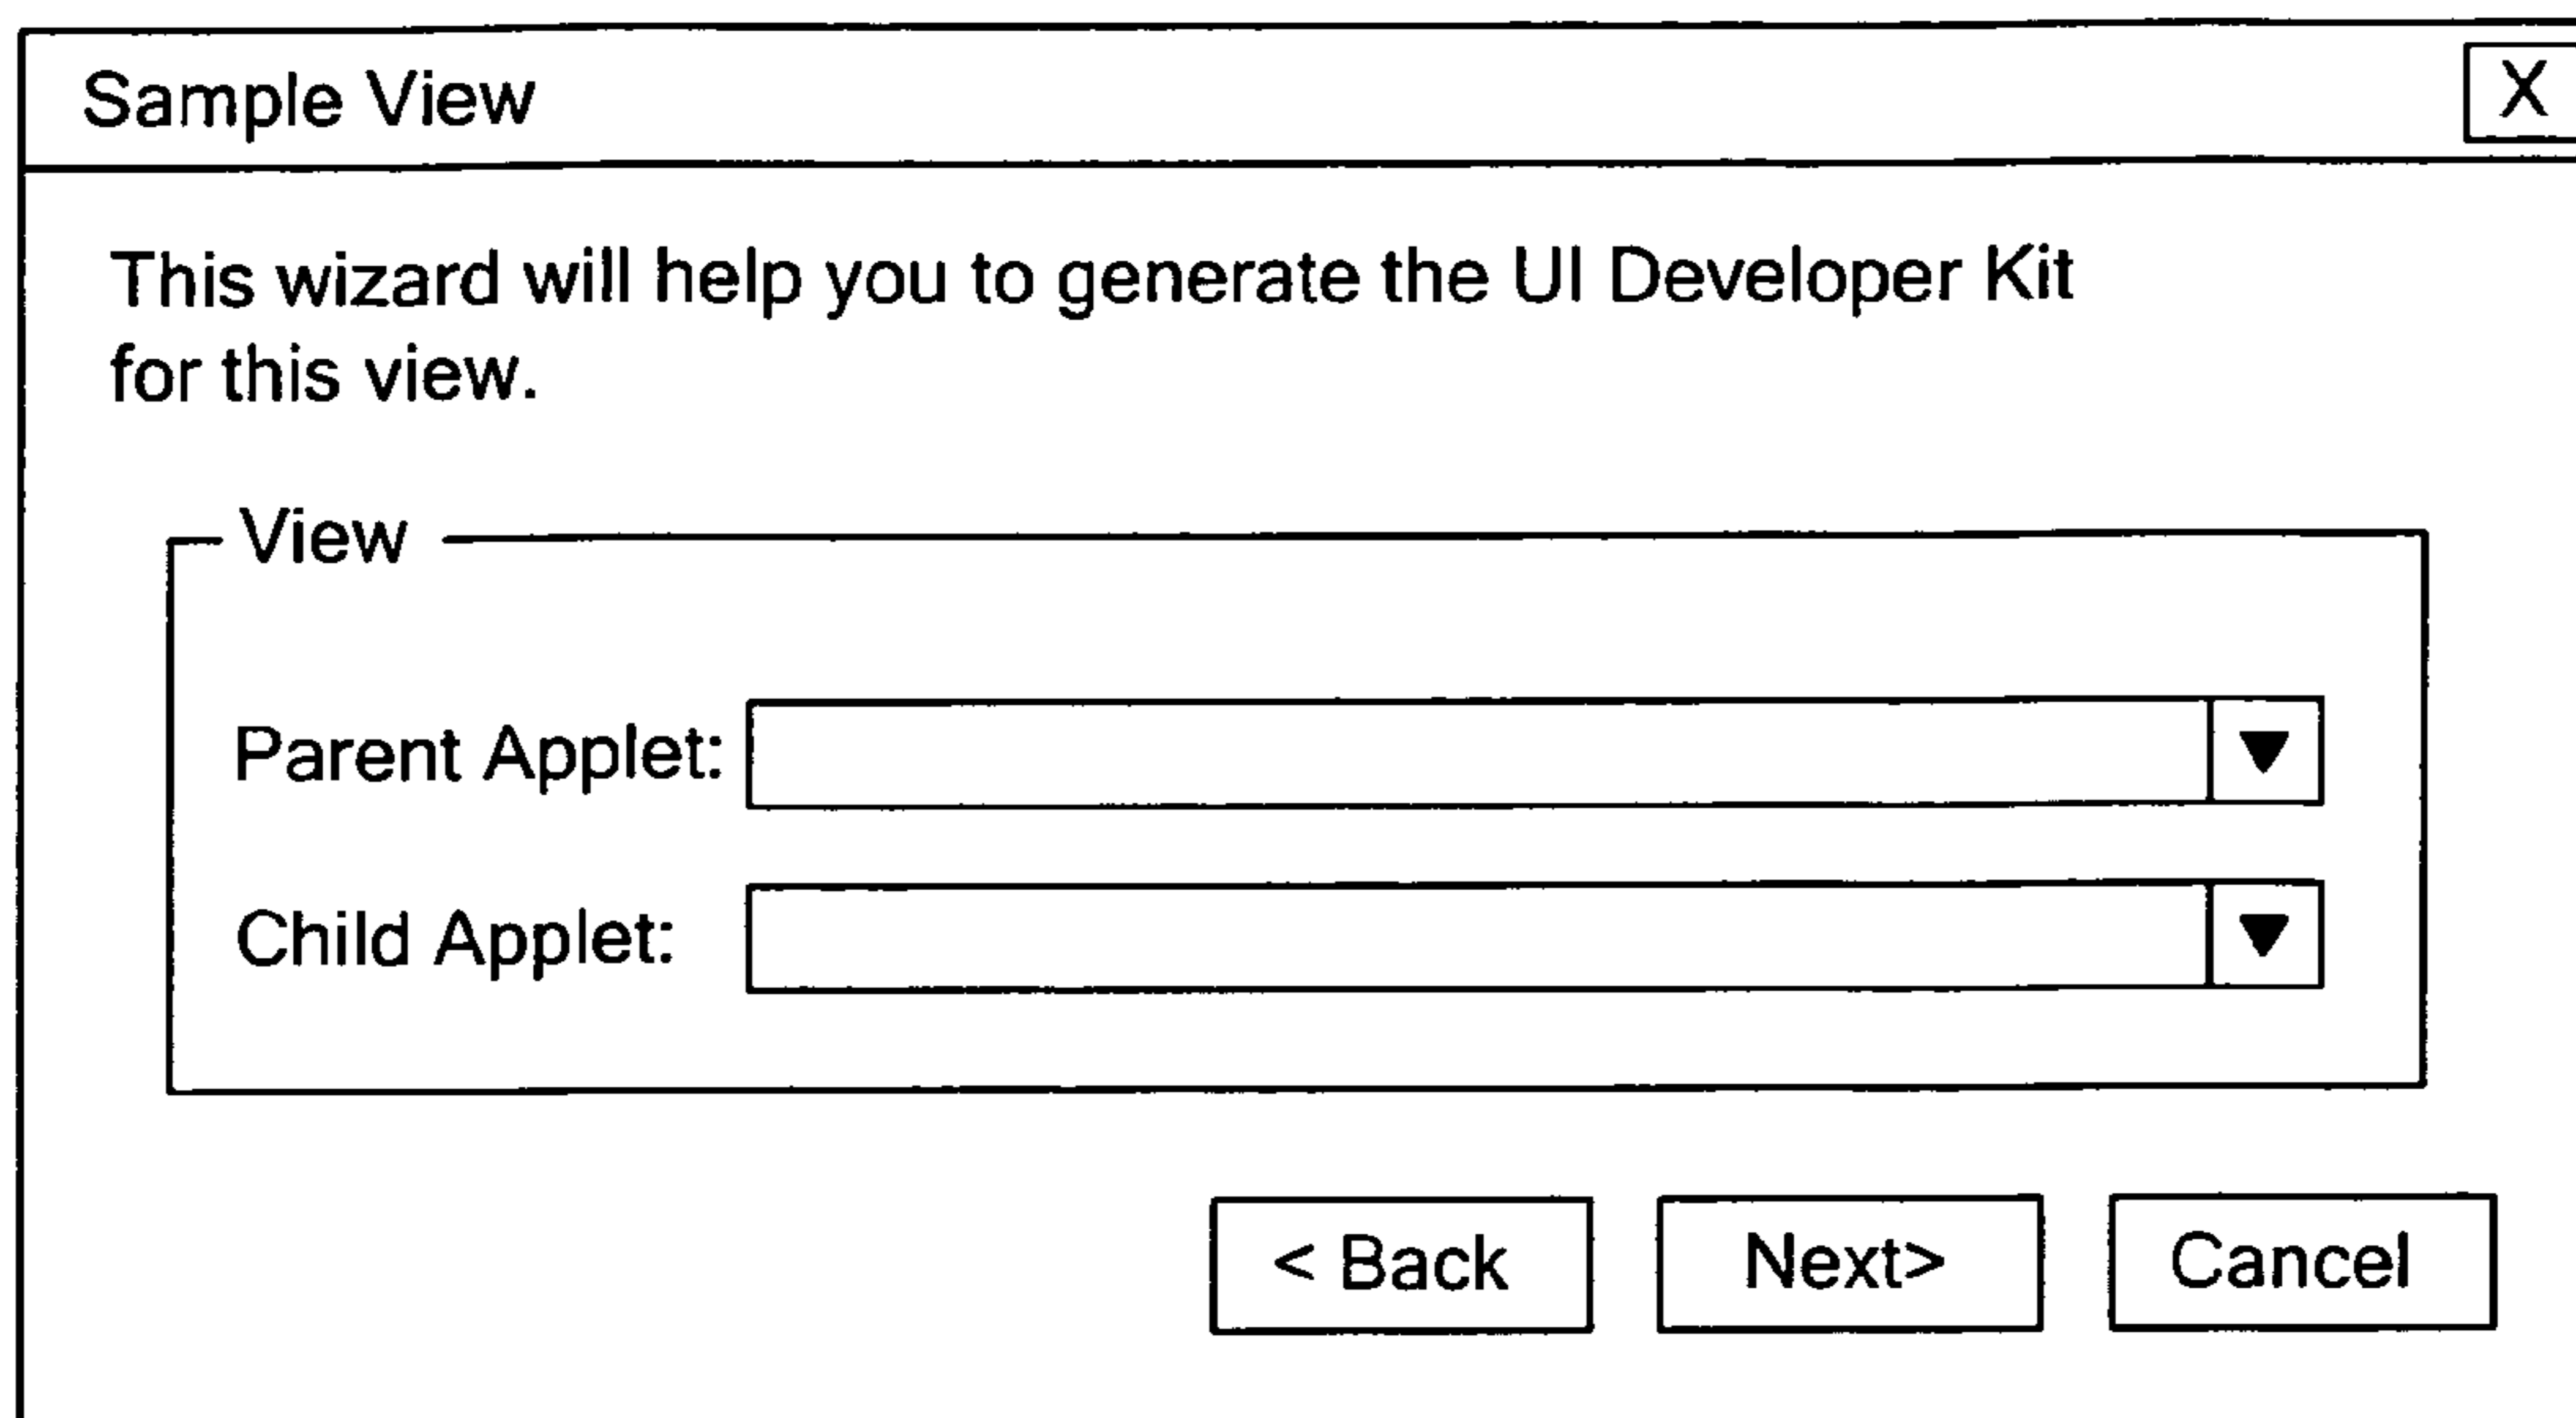 Sample View X
This wizard will help you to generate the UI Developer Kit
for this view.
View
Parent Applet:
Child Applet:
< Back Next> Cancel